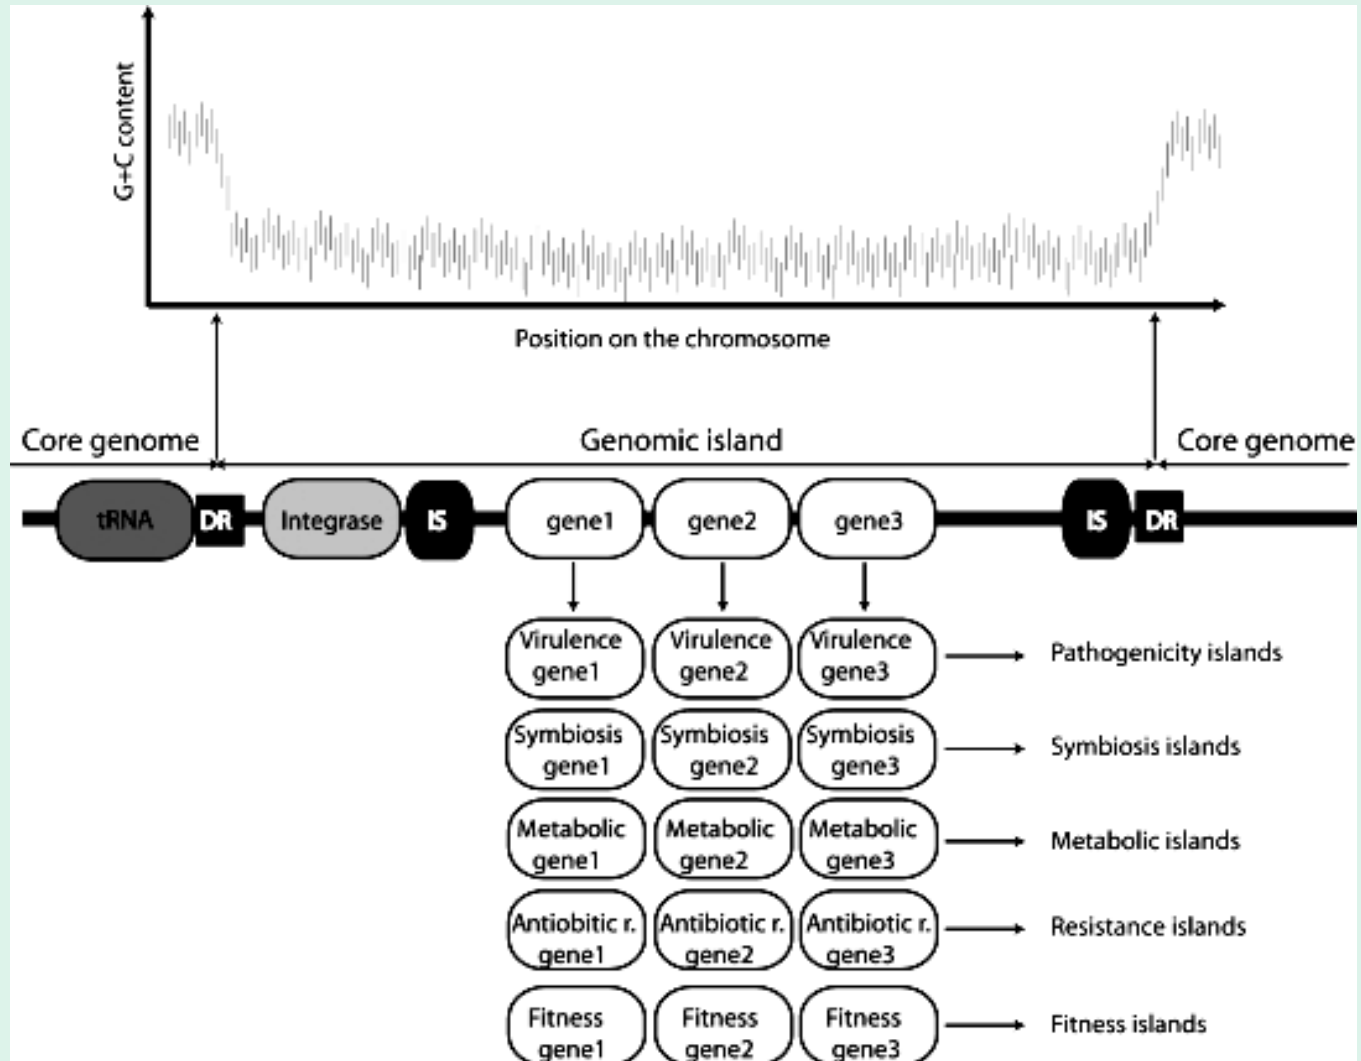 G+C content
Position on the chromosome
Core genome
Genomic island
Core genome
tRNA
DR
Integrase
IS
gene1
gene2
gene3
IS
DR
Virulence
gene1
Virulence
gene2
Virulence
gene3
Pathogenicity islands
Symbiosis
gene1
Symbiosis
gene2
Symbiosis
gene3
Symbiosis islands
Metabolic
gene1
Metabolic
gene2
Metabolic
gene3
Metabolic islands
Antiobitic r.
gene1
Antibiotic r.
gene2
Antibiotic r.
gene3
Resistance islands
Fitness
gene1
Fitness
gene2
Fitness
gene3
Fitness islands